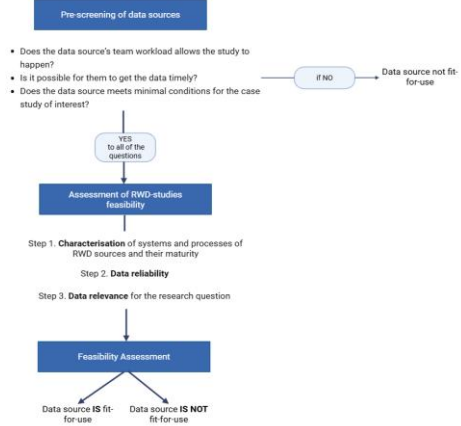 Pre-screening of data sources
• Does the data source's team workload allows the study to
happen?
• Is it possible for them to get the data timely?
• Does the data source meets minimal conditions for the case
study of interest?
if NO
Data source not fit-
for-use
YES
to all of the
questions
Assessment of RWD-studies
feasibility
Step 1. Characterisation of systems and processes of
RWD sources and their maturity
Step 2. Data reliability
Step 3. Data relevance for the research question
Feasibility Assessment
Data source IS fit-
for-use
Data source IS NOT
fit-for-use